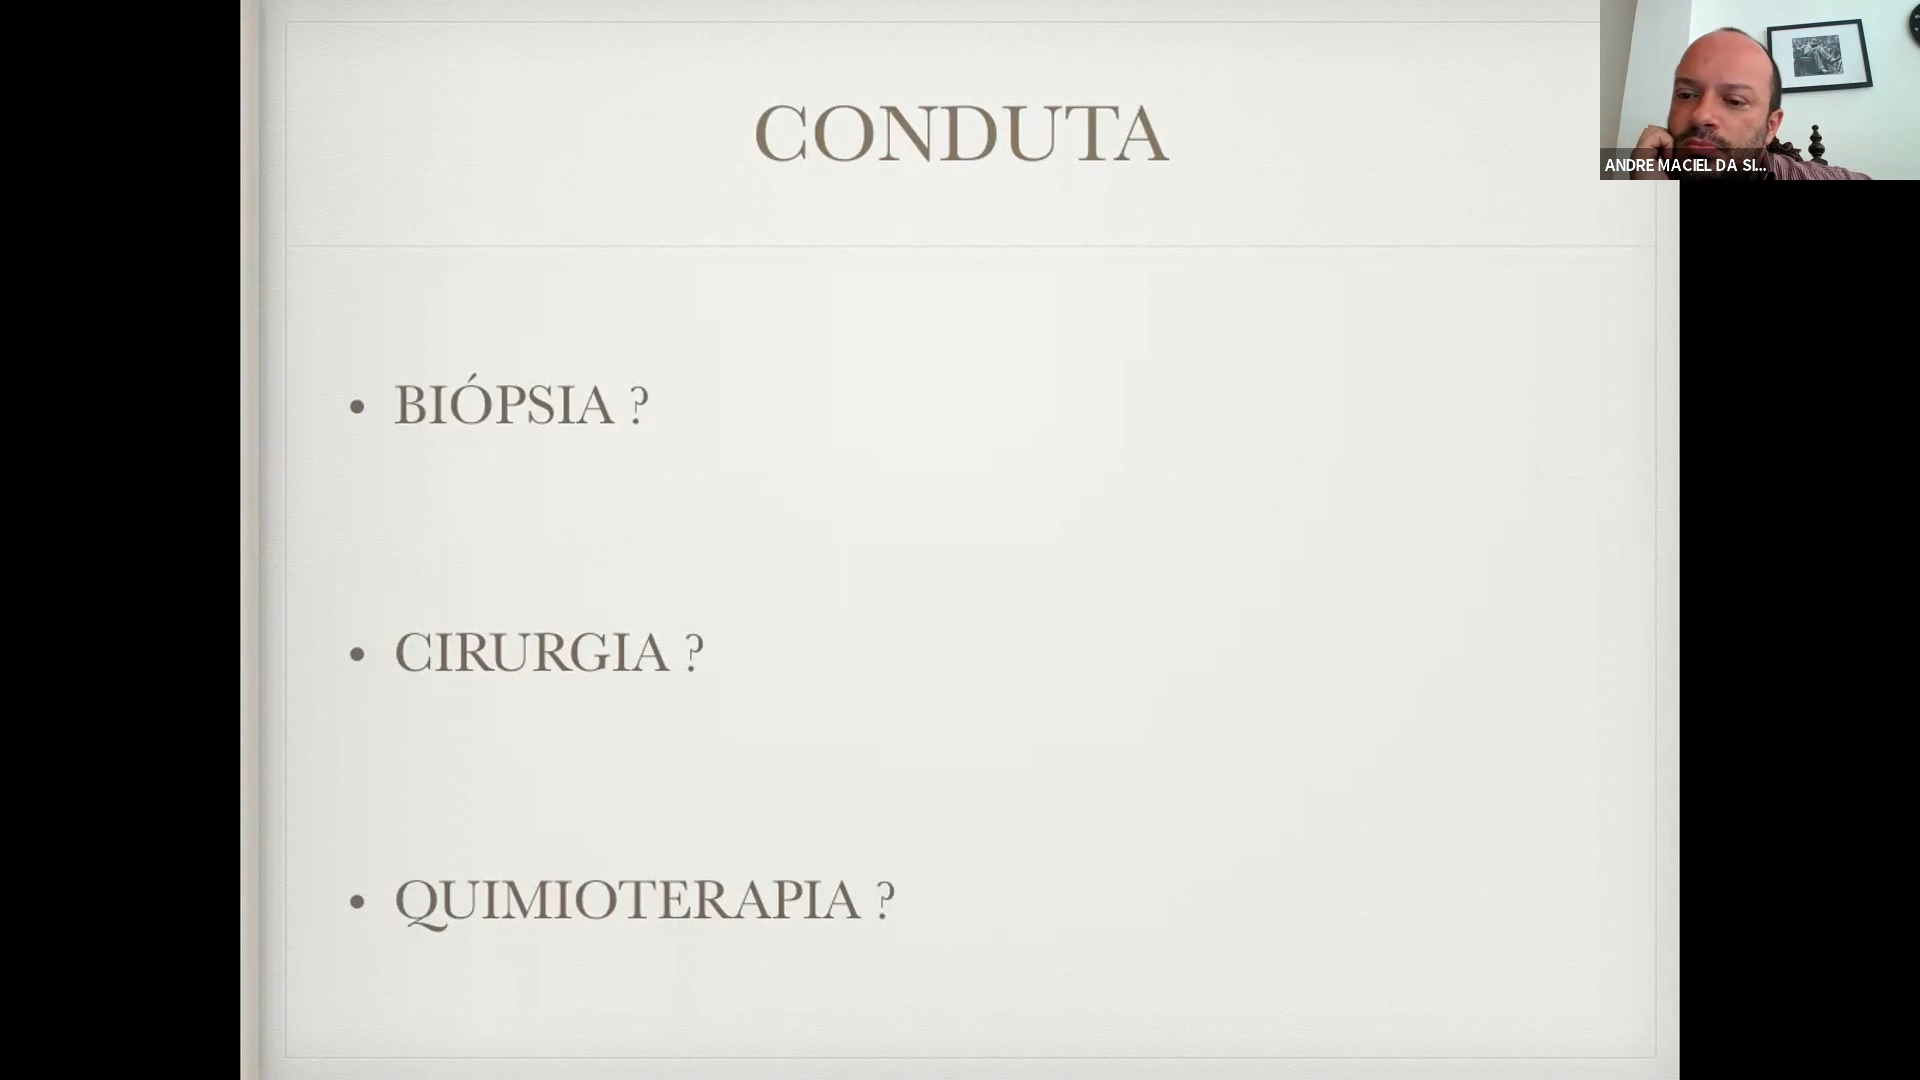 CONDUTA
ANDRE MACIEL DA SI...
• BIÓPSIA ?
• CIRURGIA ?
• QUIMIOTERAPIA ?